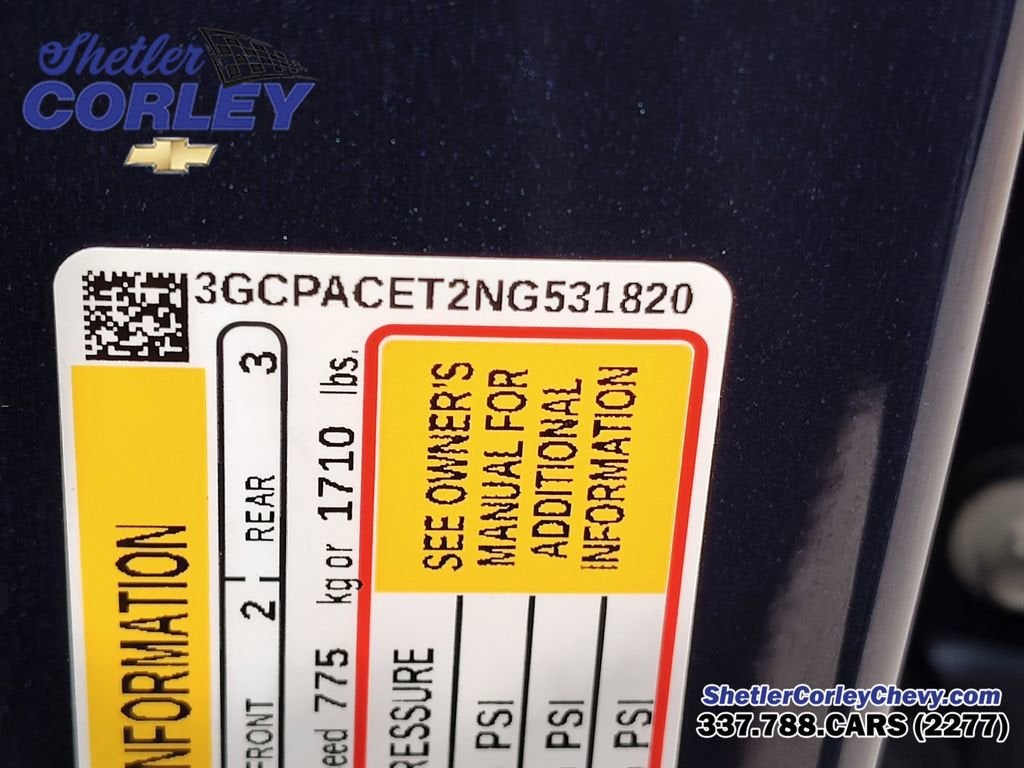 Shetler
CORLEY
3GCPACET2NG531820
INFORMATION
FRONT 2 REAR 3
eed 775 kg or 1710 lbs.
RESSURE
SEE OWNER'S
MANUAL FOR
ADDITIONAL
INFORMATION
PSI
PSI
PSI
ShetlerCorleyChevy.com
337.788.CARS (2277)